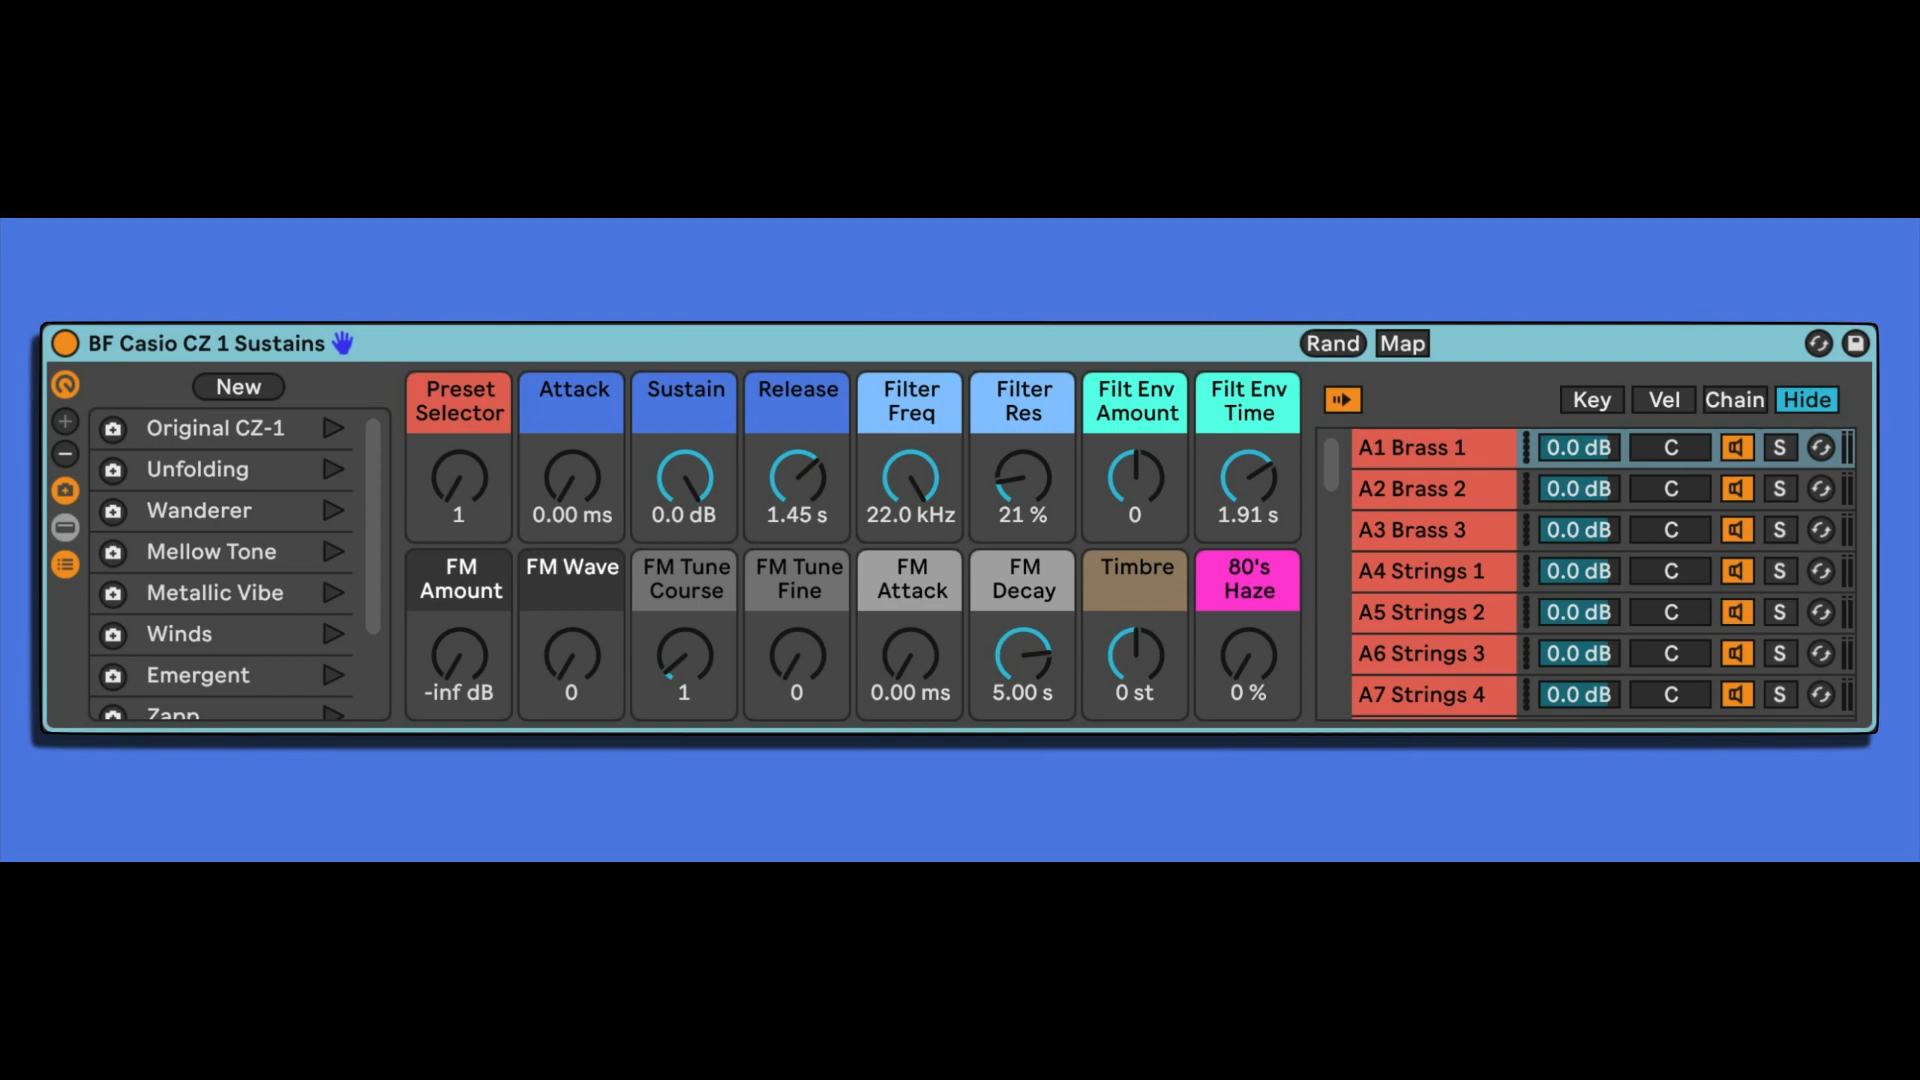 BF Casio CZ 1 Sustains
Rand
Map
New
Original CZ-1
Unfolding
Wanderer
Mellow Tone
Metallic Vibe
Winds
Emergent
Zapp
Preset
Selector
1
Attack
0.00 ms
Sustain
0.0 dB
Release
1.45 s
Filter
Freq
22.0 kHz
Filter
Res
21 %
Filt Env
Amount
0
Filt Env
Time
1.91 s
FM
Amount
-inf dB
FM Wave
0
FM Tune
Course
1
FM Tune
Fine
0
FM
Attack
0.00 ms
FM
Decay
5.00 s
Timbre
0 st
80's
Haze
0 %
Key Vel Chain Hide
A1 Brass 1 0.0 dB C S
A2 Brass 2 0.0 dB C S
A3 Brass 3 0.0 dB C S
A4 Strings 1 0.0 dB C S
A5 Strings 2 0.0 dB C S
A6 Strings 3 0.0 dB C S
A7 Strings 4 0.0 dB C S